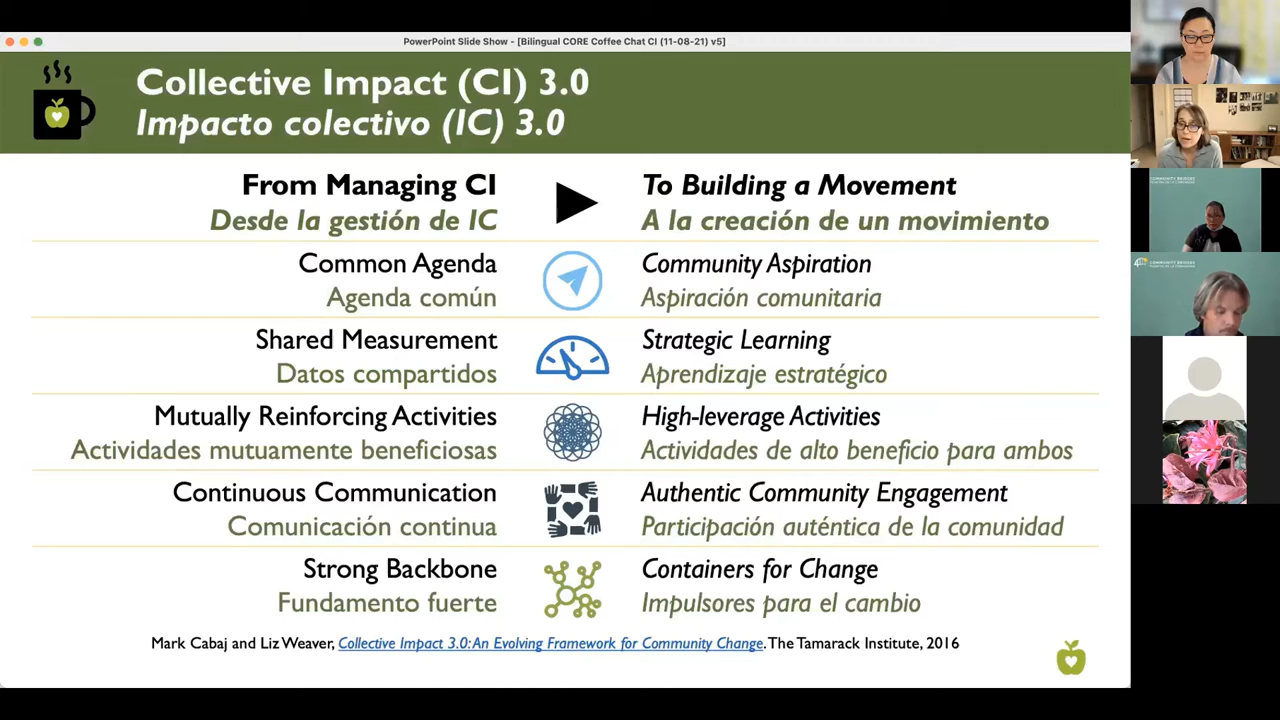 PowerPoint Slide Show - [Bilingual CORE Coffee Chat CI (11-08-21) v5]
Collective Impact (CI) 3.0
Impacto colectivo (IC) 3.0
From Managing CI
Desde la gestión de IC
To Building a Movement
A la creación de un movimiento
Common Agenda
Agenda común
Community Aspiration
Aspiración comunitaria
Shared Measurement
Datos compartidos
Strategic Learning
Aprendizaje estratégico
Mutually Reinforcing Activities
Actividades mutuamente beneficiosas
High-leverage Activities
Actividades de alto beneficio para ambos
Continuous Communication
Comunicación continua
Authentic Community Engagement
Participación auténtica de la comunidad
Strong Backbone
Fundamento fuerte
Containers for Change
Impulsores para el cambio
Mark Cabaj and Liz Weaver, Collective Impact 3.0: An Evolving Framework for Community Change. The Tamarack Institute, 2016
COMMUNITY BRIDGES
COMMUNITY BRIDGES